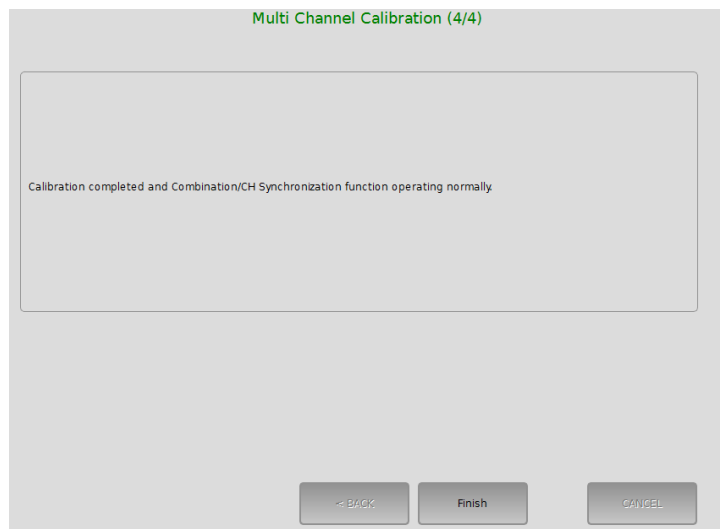 Multi Channel Calibration (4/4)
Calibration completed and Combination/CH Synchronization function operating normally.
< BACK
Finish
CANCEL